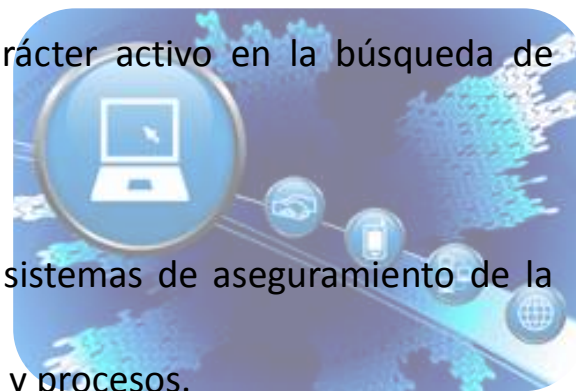 rácter activo en la búsqueda de
sistemas de aseguramiento de la
y procesos.